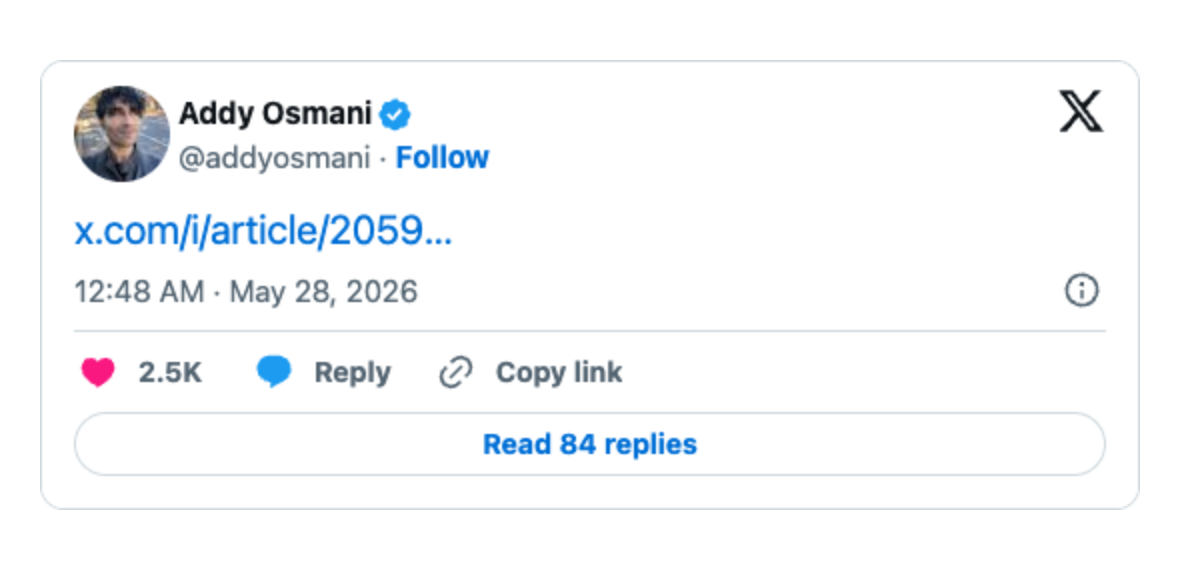 Addy Osmani
@addyosmani · Follow
x.com/i/article/2059...
12:48 AM · May 28, 2026
2.5K Reply Copy link
Read 84 replies